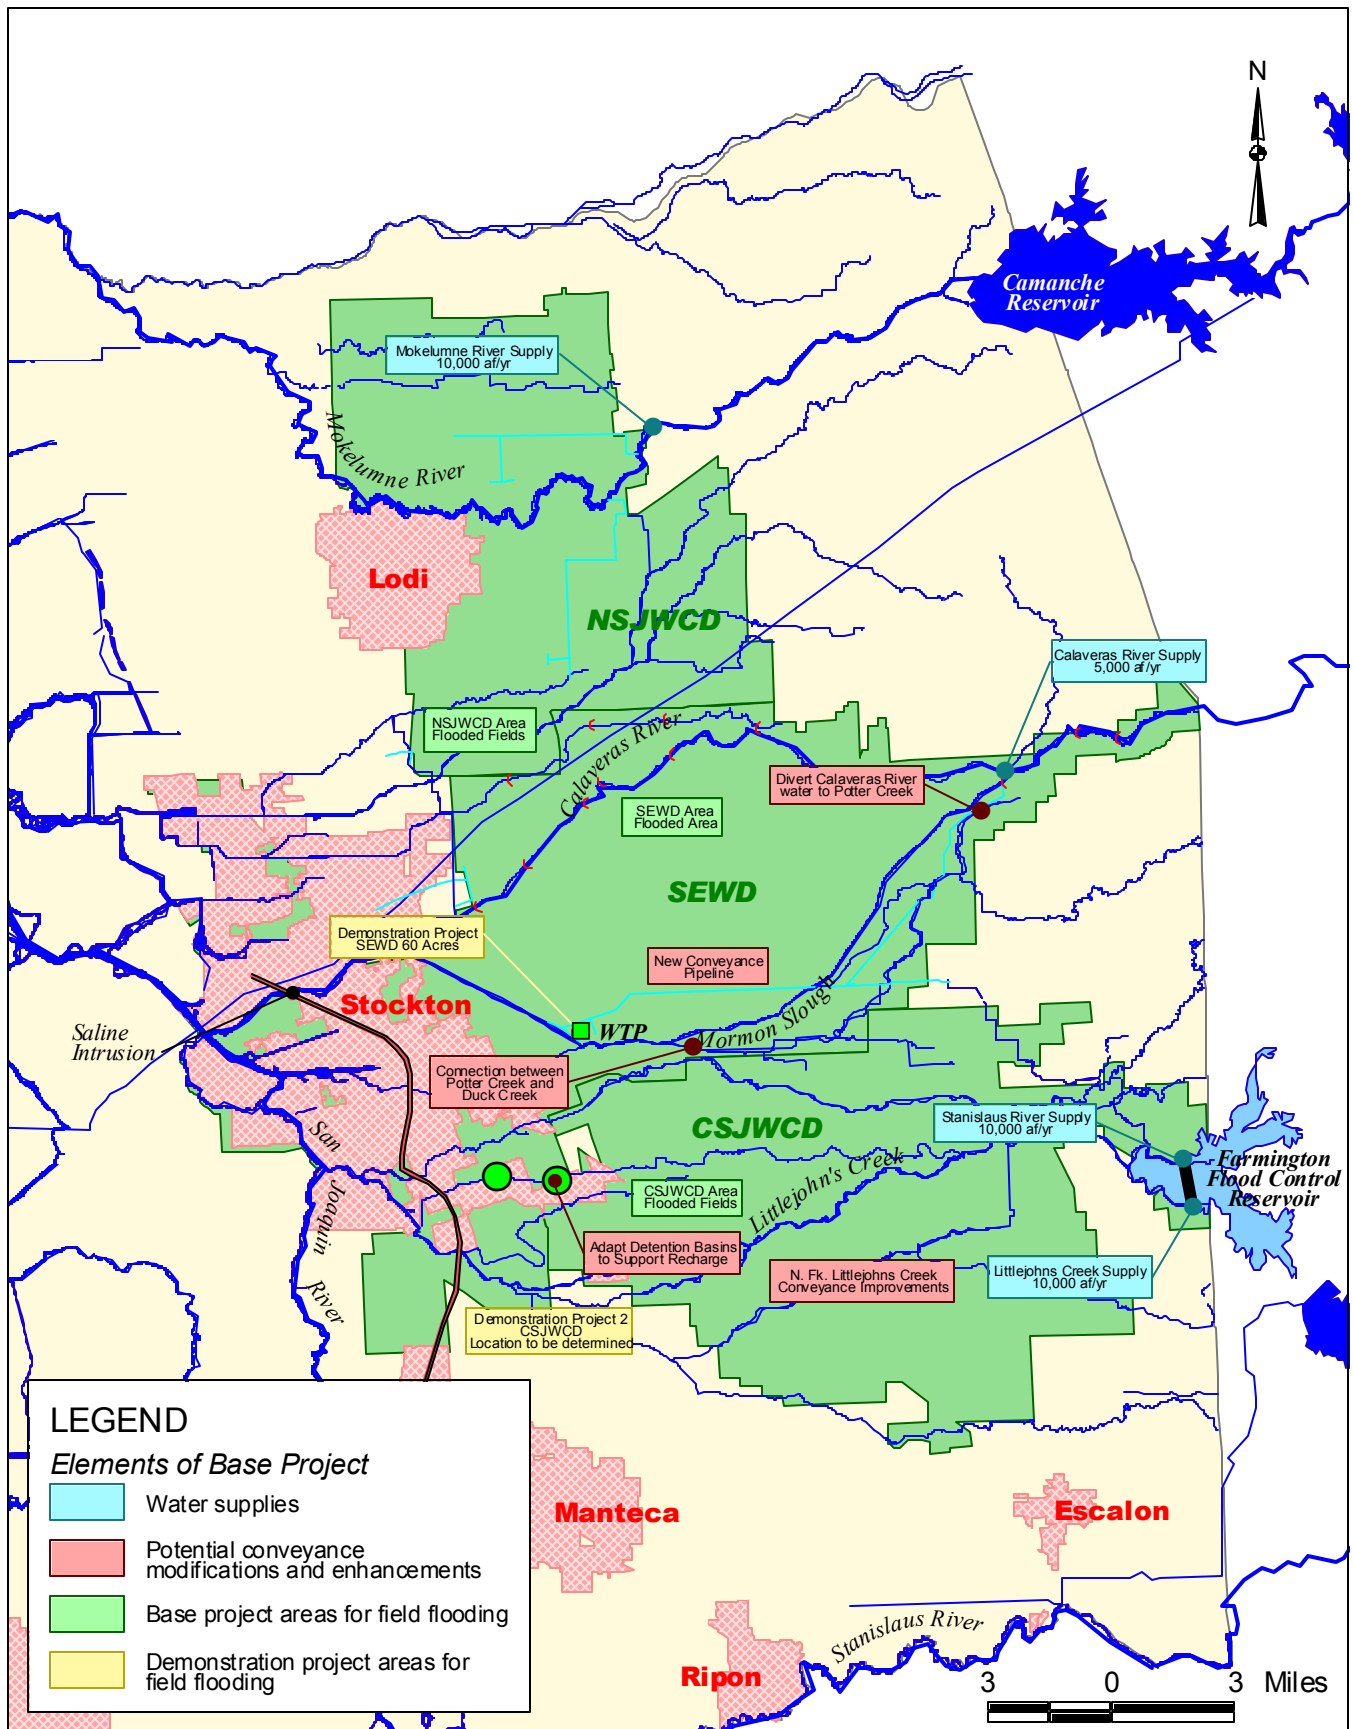 N
Camanche
Reservoir
Mokelumne River Supply
10,000 af/yr
Mokelumne River
Lodi
NSJWCD
Calaveras River Supply
5,000 af/yr
NSJWCD Area
Flooded Fields
Calaveras River
Divert Calaveras River
water to Potter Creek
SEWD Area
Flooded Area
SEWD
Demonstration Project
SEWD 60 Acres
New Conveyance
Pipeline
Stockton
Saline
Intrusion
WTP
Mormon Slough
Connection between
Potter Creek and
Duck Creek
CSJWCD
Stanislaus River Supply
10,000 af/yr
San Joaquin River
Littlejohn's Creek
Farmington
Flood Control
Reservoir
CSJWCD Area
Flooded Fields
Adapt Detention Basins
to Support Recharge
N. Fk. Littlejohns Creek
Conveyance Improvements
Littlejohns Creek Supply
10,000 af/yr
Demonstration Project 2
CSJWCD
Location to be determined
LEGEND
Elements of Base Project
Water supplies
Potential conveyance
modifications and enhancements
Base project areas for field flooding
Demonstration project areas for
field flooding
Manteca
Escalon
Stanislaus River
Ripon
3 0 3 Miles